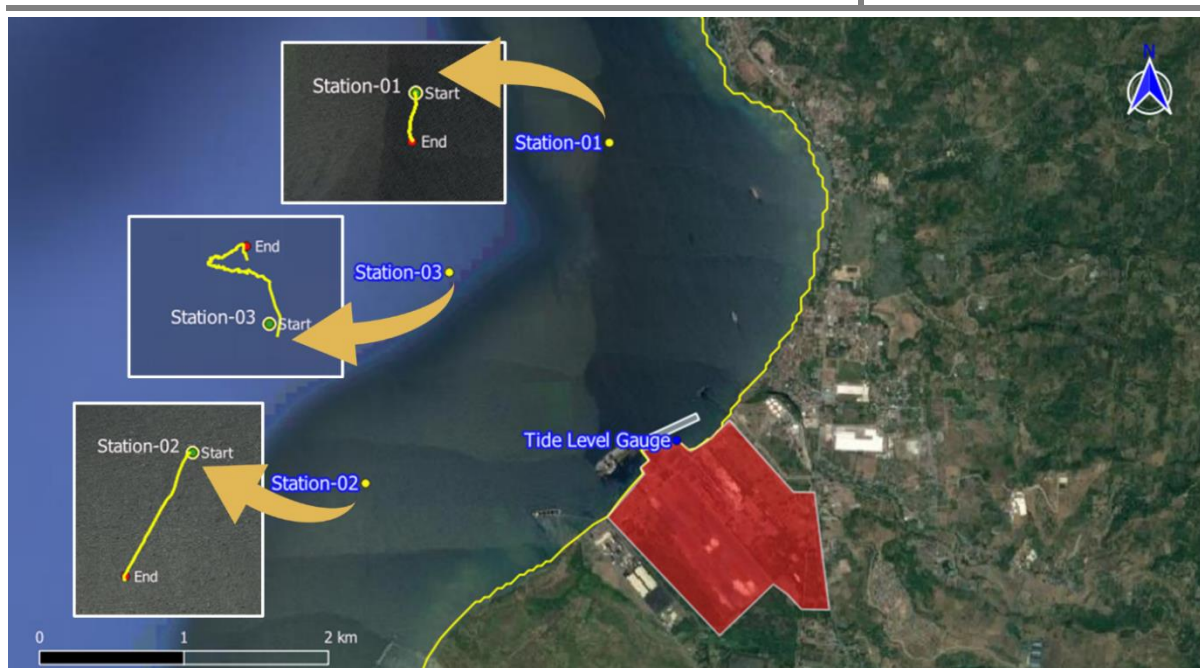 N
Station-01
Start
End
Station-01
End
Station-03
Station-03
Start
Station-02
Start
Tide Level Gauge
Station-02
End
0 1 2 km